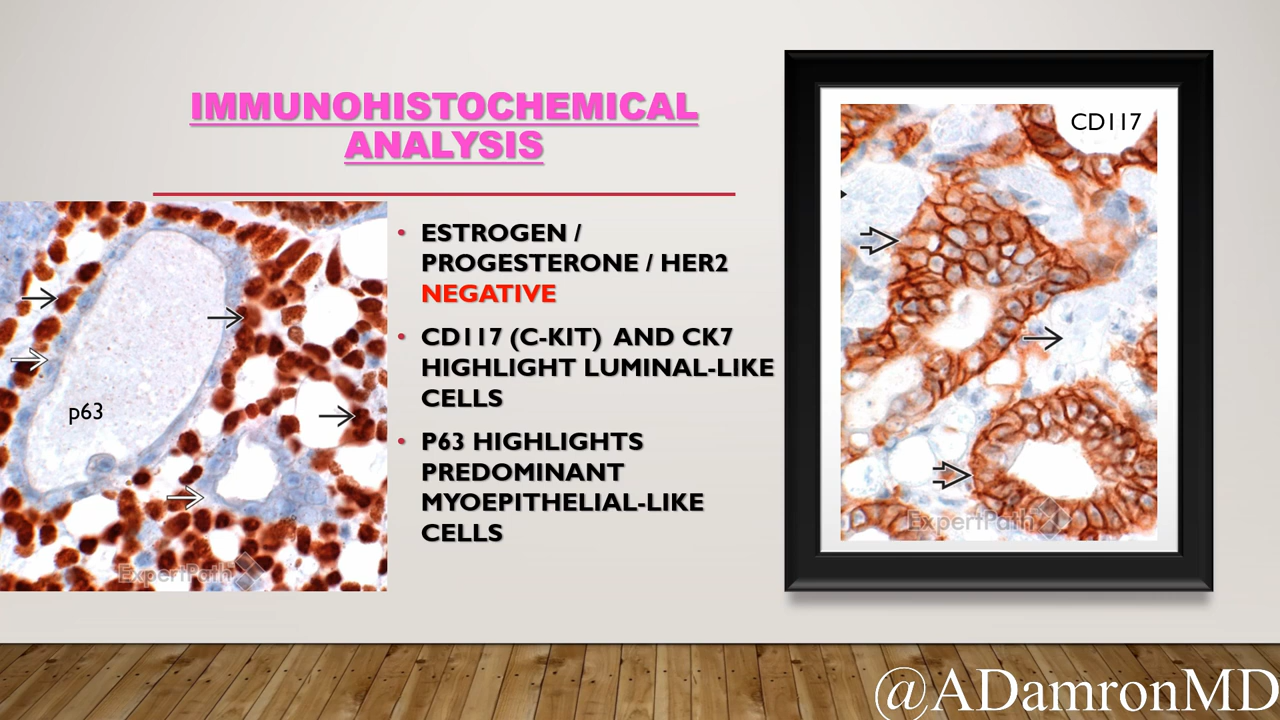 IMMUNOHISTOCHEMICAL
ANALYSIS
p63
• ESTROGEN /
PROGESTERONE / HER2
NEGATIVE
• CD117 (C-KIT) AND CK7
HIGHLIGHT LUMINAL-LIKE
CELLS
• P63 HIGHLIGHTS
PREDOMINANT
MYOEPITHELIAL-LIKE
CELLS
CD117
ExpertPath
ExpertPath
@ADamronMD